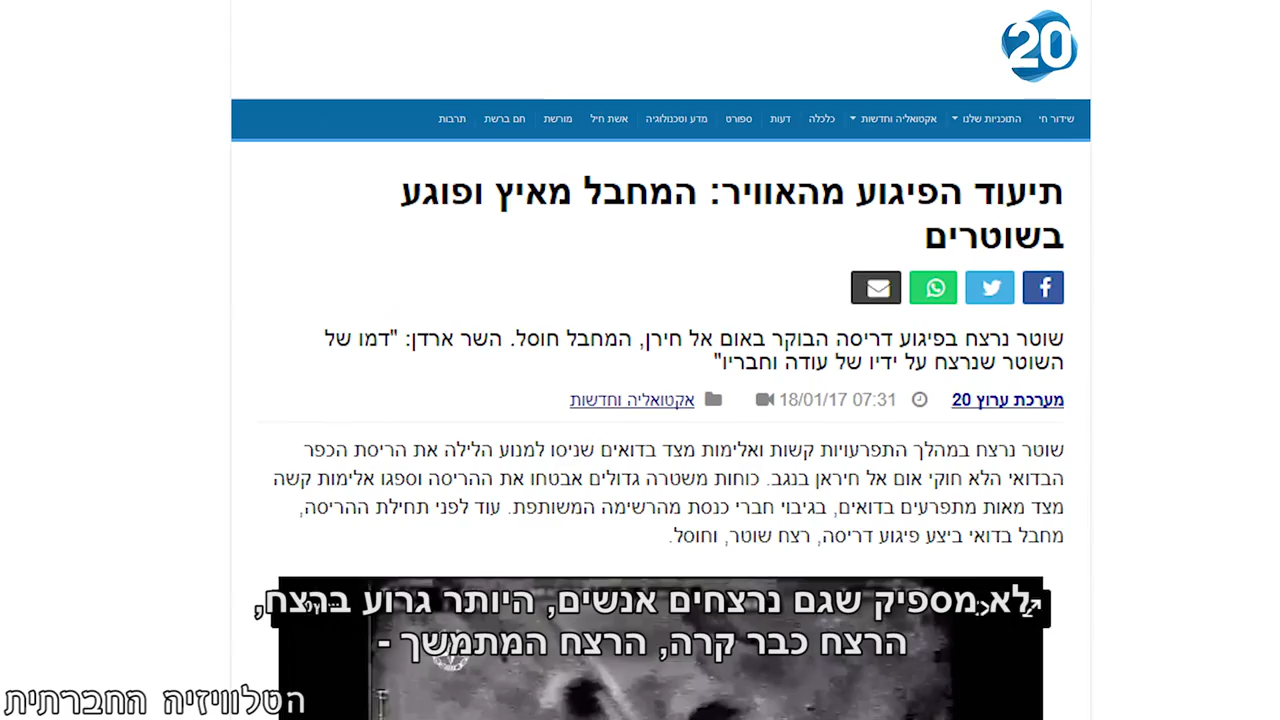 20
שידור חי
התוכניות שלנו
אקטואליה וחדשות
כלכלה
דעות
ספורט
מדע וטכנולוגיה
אשת חיל
מורשת
חם ברשת
תרבות
תיעוד הפיגוע מהאוויר: המחבל מאיץ ופוגע
בשוטרים
שוטר נרצח בפיגוע דריסה הבוקר באום אל חירן, המחבל חוסל. השר ארדן: "דמו של
השוטר שנרצח על ידיו של עודה וחבריו"
מערכת ערוץ 20 18/01/17 07:31 אקטואליה וחדשות
שוטר נרצח במהלך התפרעויות קשות ואלימות מצד בדואים שניסו למנוע הלילה את הריסת הכפר
הבדואי הלא חוקי אום אל חיראן בנגב. כוחות משטרה גדולים אבטחו את ההריסה וספגו אלימות קשה
מצד מאות מתפרעים בדואים, בגיבוי חברי כנסת מהרשימה המשותפת. עוד לפני תחילת ההריסה,
מחבל בדואי ביצע פיגוע דריסה, רצח שוטר, וחוסל.
לא מספיק שגם נרצחים אנשים, היותר גרוע ברצח,
הרצח כבר קרה, הרצח המתמשך -
הטלוויזיה החברתית